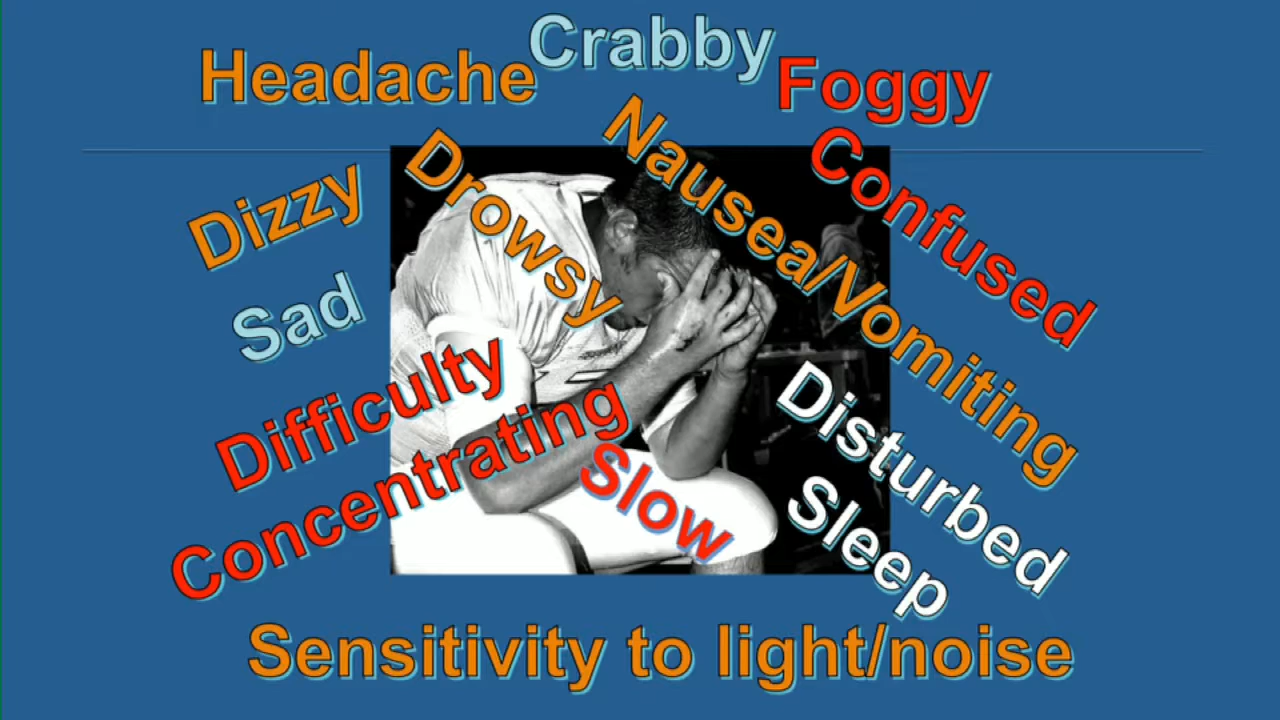 Crabby
Headache
Foggy
Confused
Nausea/Vomiting
Drowsy
Dizzy
Sad
Difficulty
Concentrating
Slow
Disturbed
Sleep
Sensitivity to light/noise